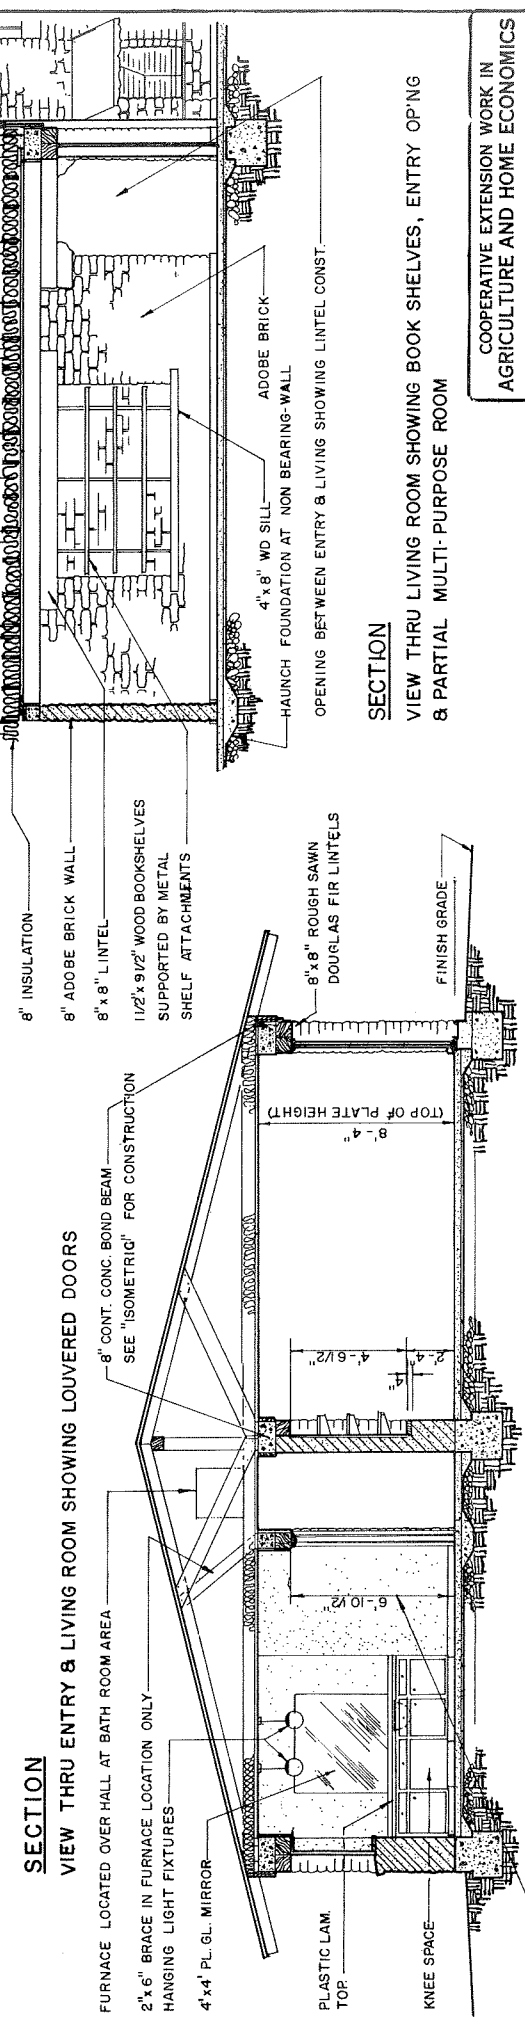 SECTION
VIEW THRU ENTRY & LIVING ROOM SHOWING LOUVERED DOORS
FURNACE LOCATED OVER HALL AT BATH ROOM AREA
2"x 6" BRACE IN FURNACE LOCATION ONLY
HANGING LIGHT FIXTURES
4'x4' PL. GL. MIRROR
PLASTIC LAM.
TOP.
KNEE SPACE
8" CONT. CONC. BOND BEAM
SEE "ISOMETRIC" FOR CONSTRUCTION
8"x 8" ROUGH SAWN
DOUGLAS FIR LINTELS
FINISH GRADE
6'-10 1/2"
4'-6 1/2"
4"
2'-4"
8'-4"
(TOP OF PLATE HEIGHT)
8" INSULATION
8" ADOBE BRICK WALL
8"x 8" LINTEL
1 1/2"x 9 1/2" WOOD BOOKSHELVES
SUPPORTED BY METAL
SHELF ATTACHMENTS
4"x 8" WD SILL
ADOBE BRICK
HAUNCH FOUNDATION AT NON BEARING-WALL
OPENING BETWEEN ENTRY & LIVING SHOWING LINTEL CONST.
SECTION
VIEW THRU LIVING ROOM SHOWING BOOK SHELVES, ENTRY OP'NG
& PARTIAL MULTI-PURPOSE ROOM
COOPERATIVE EXTENSION WORK IN
AGRICULTURE AND HOME ECONOMICS